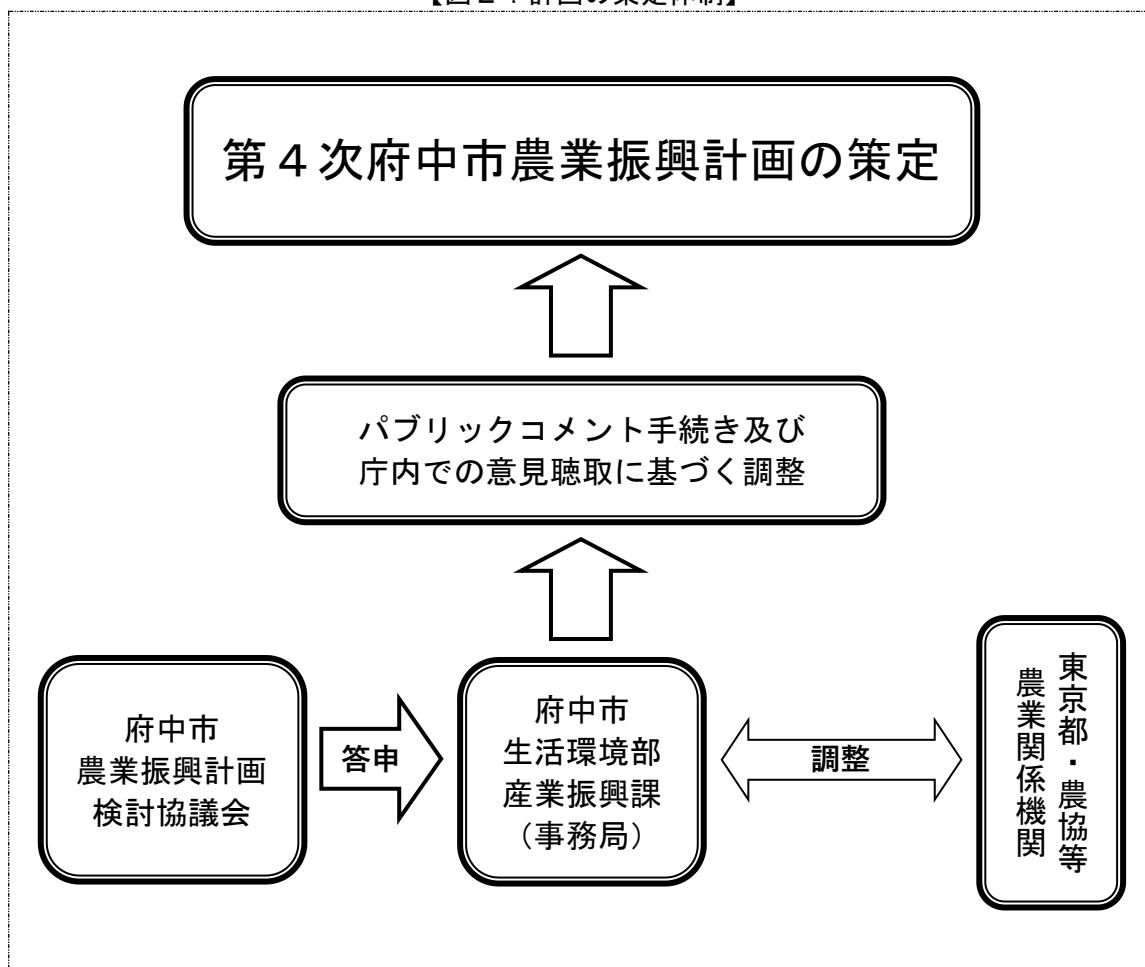 第４次府中市農業振興計画の策定
パブリックコメント手続き及び
庁内での意見聴取に基づく調整
府中市
農業振興計画
検討協議会
答申
府中市
生活環境部
産業振興課
（事務局）
調整
東京都・農協等
農業関係機関